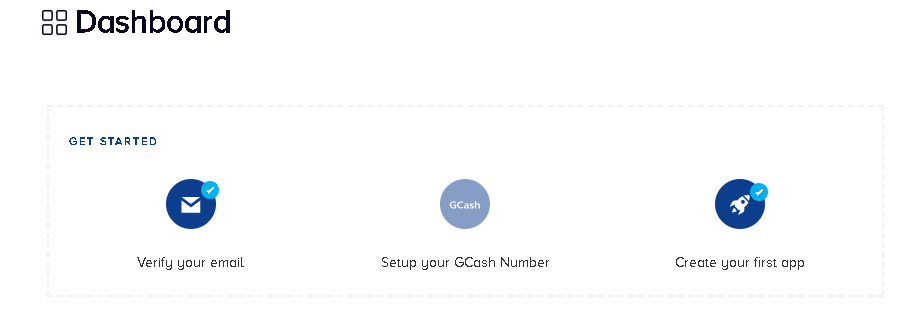 Dashboard
GET STARTED
GCash
Verify your email
Setup your GCash Number
Create your first app